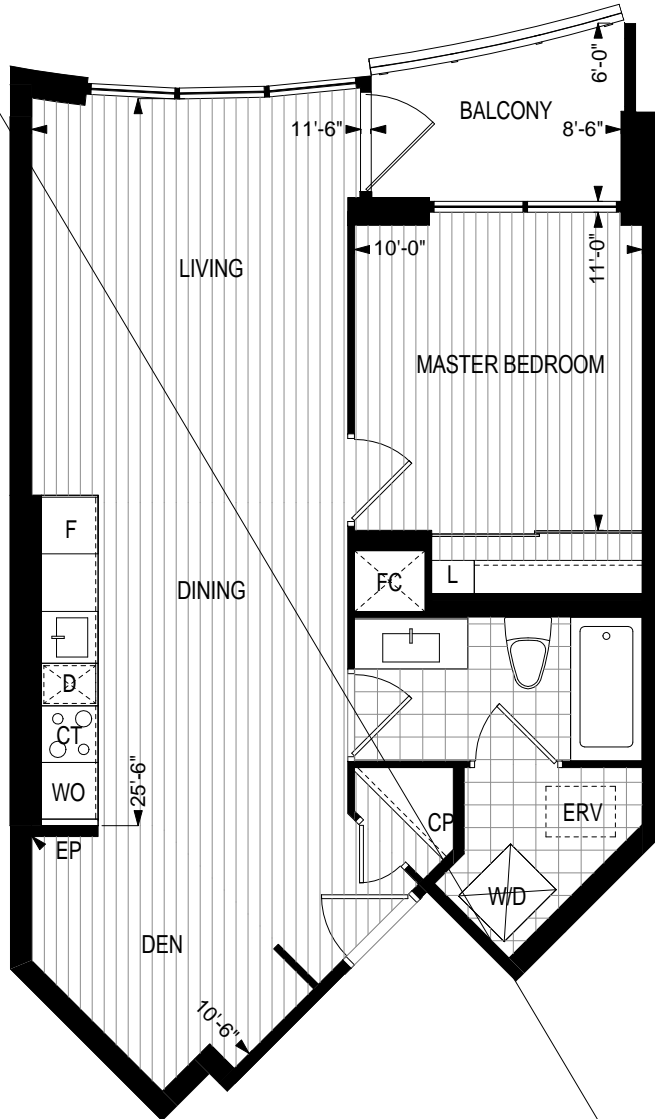 6'-0"
BALCONY
11'-6"
8'-6"
10'-0"
11'-0"
LIVING
MASTER BEDROOM
F
FC
L
DINING
D
CT
WO
25'-6"
EP
CP
ERV
W/D
DEN
10'-6"